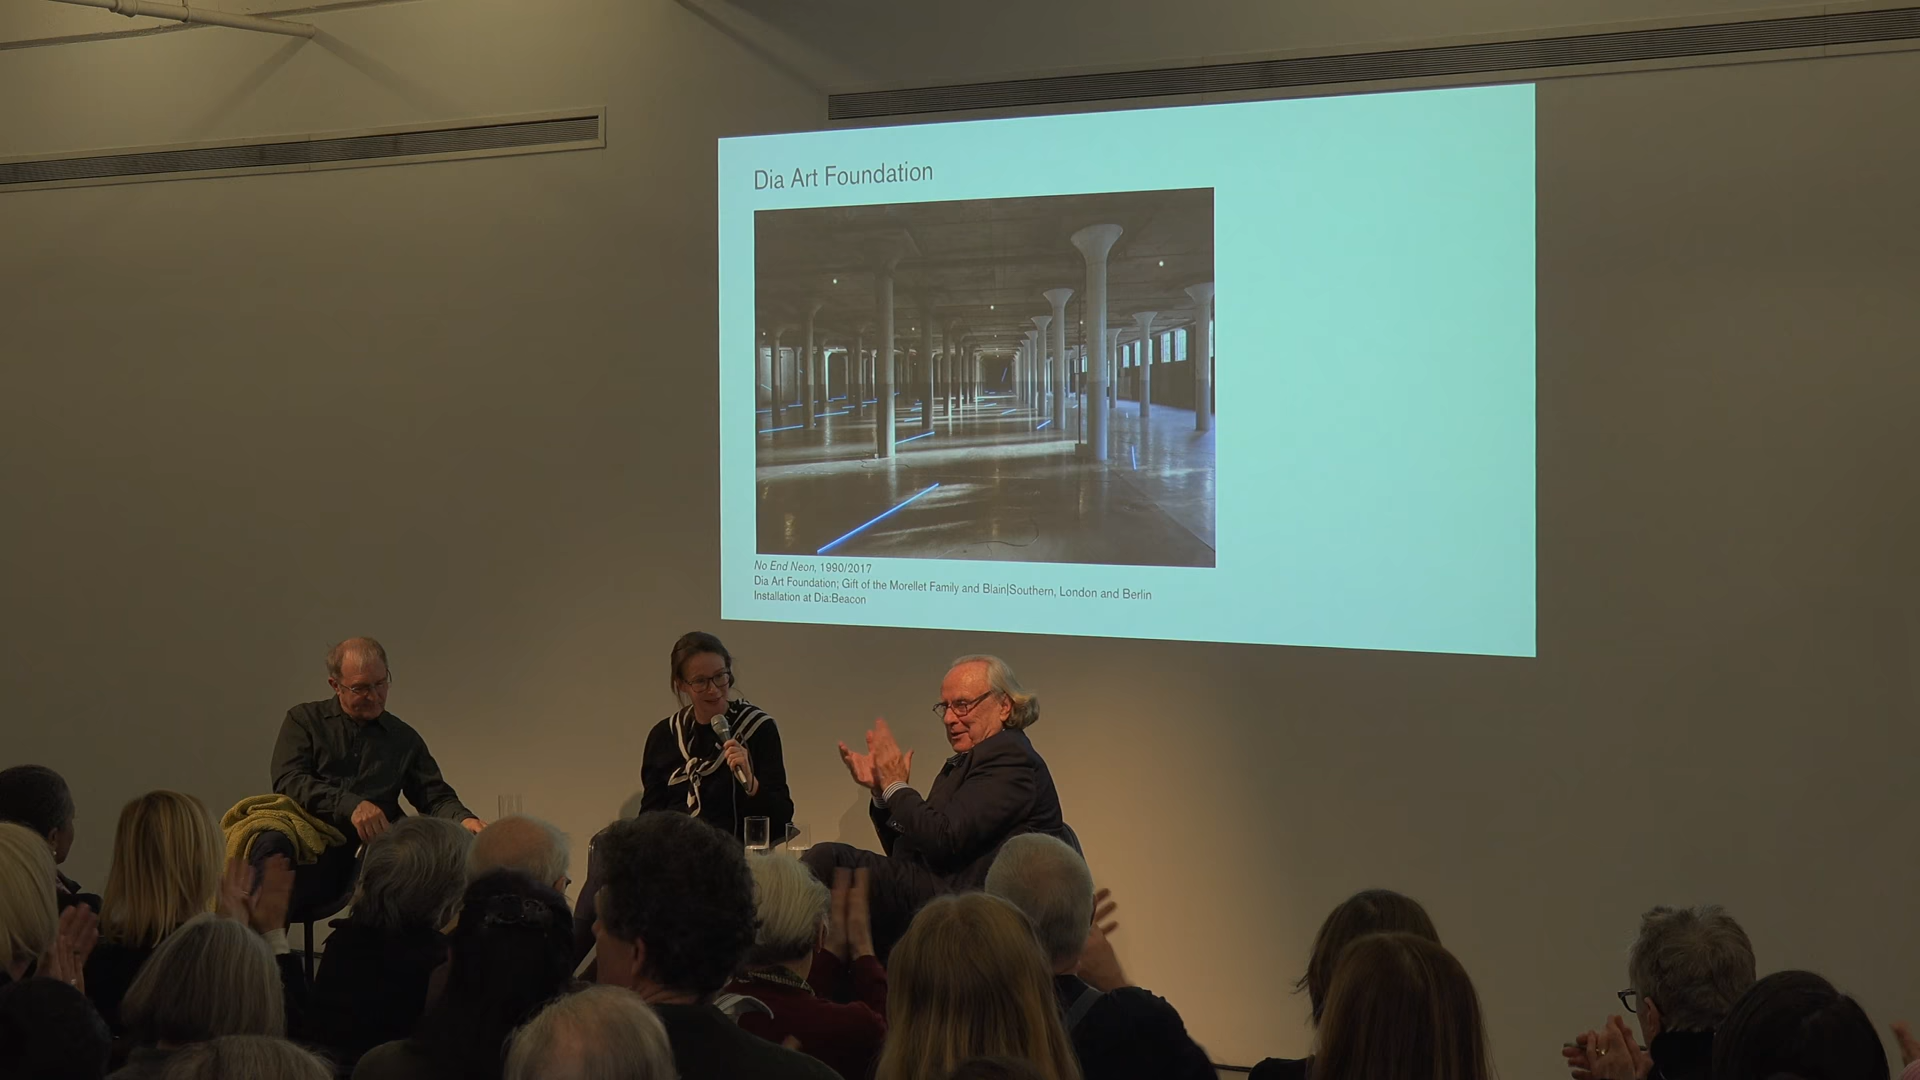 Dia Art Foundation
No End Neon, 1990/2017
Dia Art Foundation; Gift of the Morellet Family and Blain|Southern, London and Berlin
Installation at Dia:Beacon